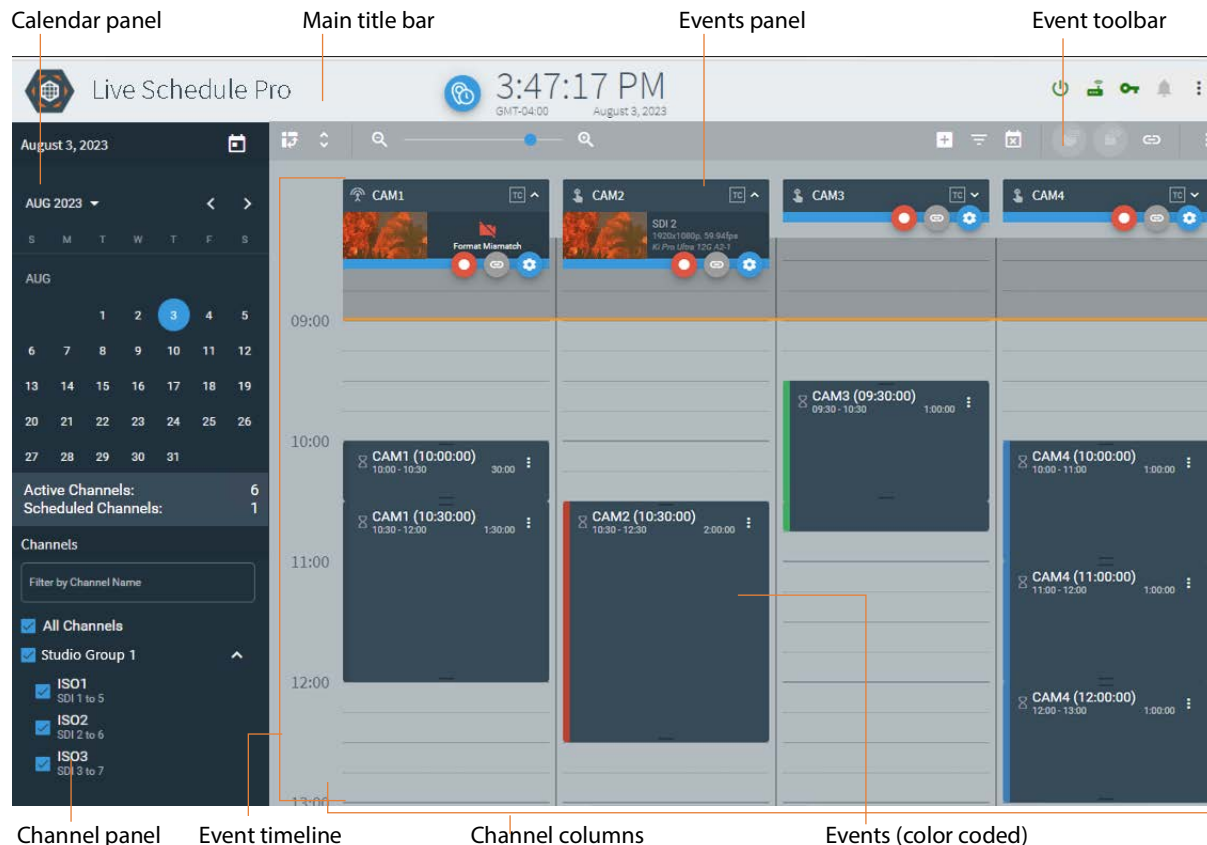 Calendar panel
Main title bar
Events panel
Event toolbar
Live Schedule Pro
3:47:17 PM
GMT-04:00
August 3, 2023
August 3, 2023
AUG 2023
S M T W T F S
AUG
1 2 3 4 5
6 7 8 9 10 11 12
13 14 15 16 17 18 19
20 21 22 23 24 25 26
27 28 29 30 31
Active Channels: 6
Scheduled Channels: 1
Channels
Filter by Channel Name
All Channels
Studio Group 1
ISO1
SDI 1 to 5
ISO2
SDI 2 to 6
ISO3
SDI 3 to 7
CAM1
TC
Format Mismatch
CAM2
TC
SDI 2
1920x1080p, 59.94fps
Ki Pro Ultra 12G A2-1
CAM3
TC
CAM4
TC
09:00
10:00
11:00
12:00
13:00
CAM1 (10:00:00)
10:00 - 10:30 30:00
CAM1 (10:30:00)
10:30 - 12:00 1:30:00
CAM2 (10:30:00)
10:30 - 12:30 2:00:00
CAM3 (09:30:00)
09:30 - 10:30 1:00:00
CAM4 (10:00:00)
10:00 - 11:00 1:00:00
CAM4 (11:00:00)
11:00 - 12:00 1:00:00
CAM4 (12:00:00)
12:00 - 13:00 1:00:00
Channel panel
Event timeline
Channel columns
Events (color coded)